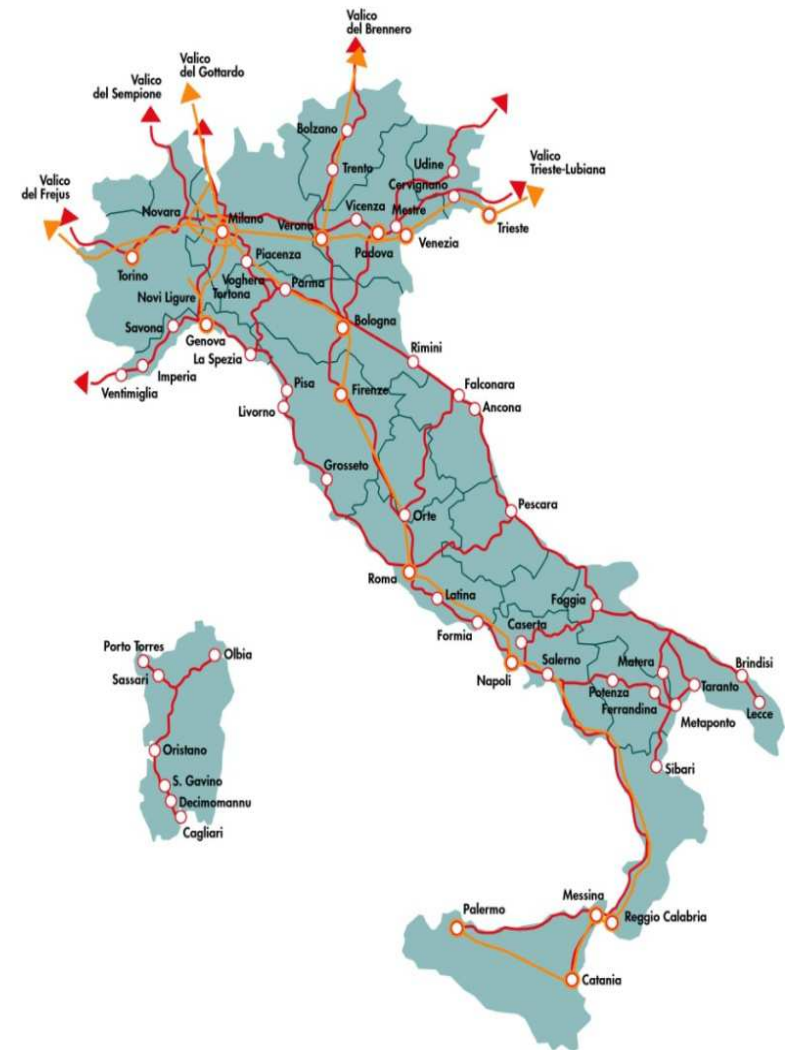 Valico
del Brennero
Valico
del Gottardo
Valico
del Sempione
Bolzano
Trento
Udine
Cervignano
Valico
Trieste-Lubiana
Valico
del Frejus
Novara
Milano
Verona
Vicenza
Mestre
Padova
Venezia
Trieste
Torino
Piacenza
Voghera
Tortona
Parma
Novi Ligure
Savona
Genova
Bologna
La Spezia
Rimini
Imperia
Ventimiglia
Pisa
Firenze
Falconara
Livorno
Ancona
Grosseto
Pescara
Orte
Roma
Latina
Foggia
Formia
Caserta
Napoli
Salerno
Matera
Brindisi
Potenza
Taranto
Ferrandina
Lecce
Metaponto
Sibari
Porto Torres
Olbia
Sassari
Oristano
S. Gavino
Decimomannu
Cagliari
Messina
Palermo
Reggio Calabria
Catania